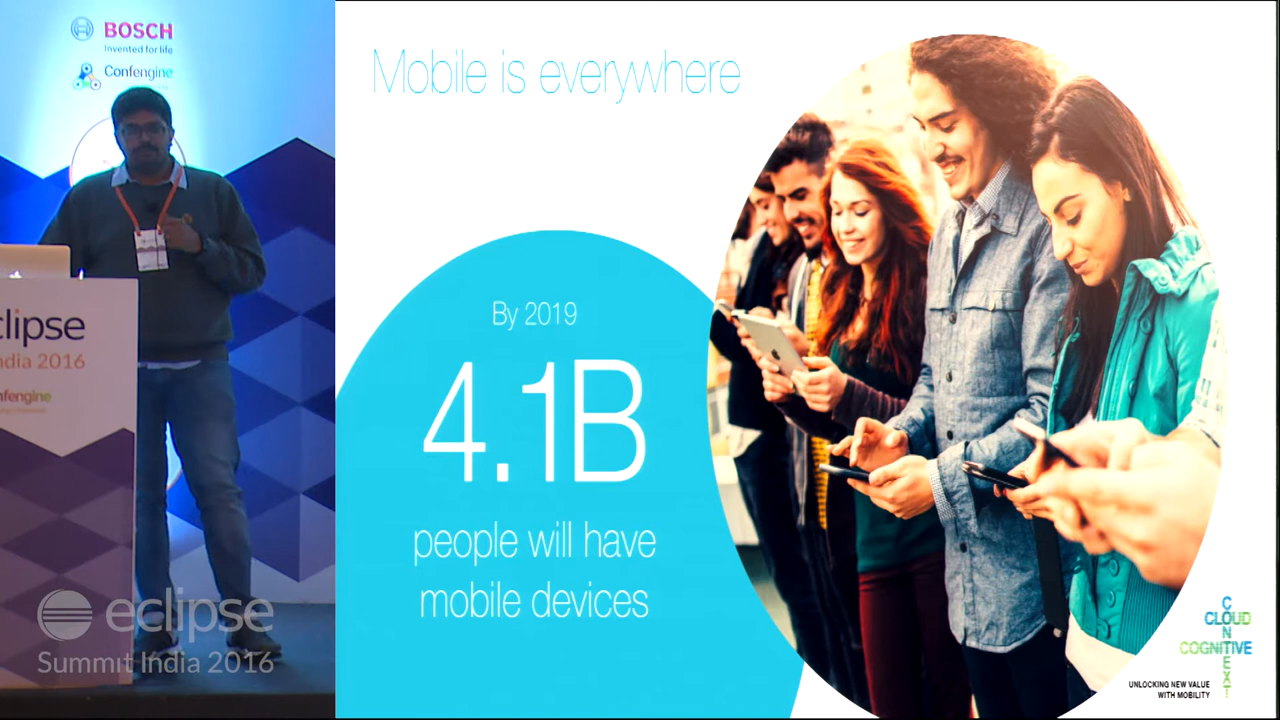 BOSCH
Invented for life
Confengine
clipse
ndia 2016
nfengine
eclipse
Summit India 2016
Mobile is everywhere
By 2019
4.1B
people will have
mobile devices
CLOUD
COGNITIVE
CONTEXT
UNLOCKING NEW VALUE
WITH MOBILITY